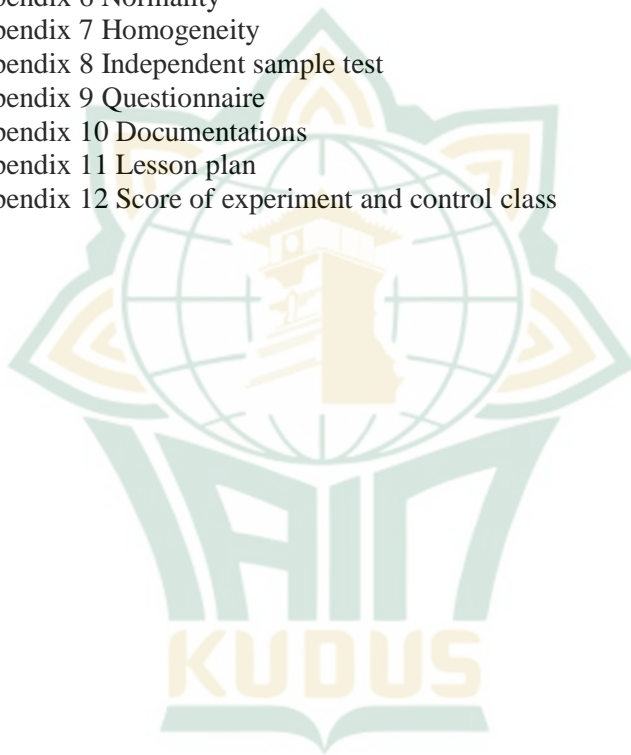 pendix 6 Normality
pendix 7 Homogeneity
pendix 8 Independent sample test
pendix 9 Questionnaire
pendix 10 Documentations
pendix 11 Lesson plan
pendix 12 Score of experiment and control class
IAIN
KUDUS